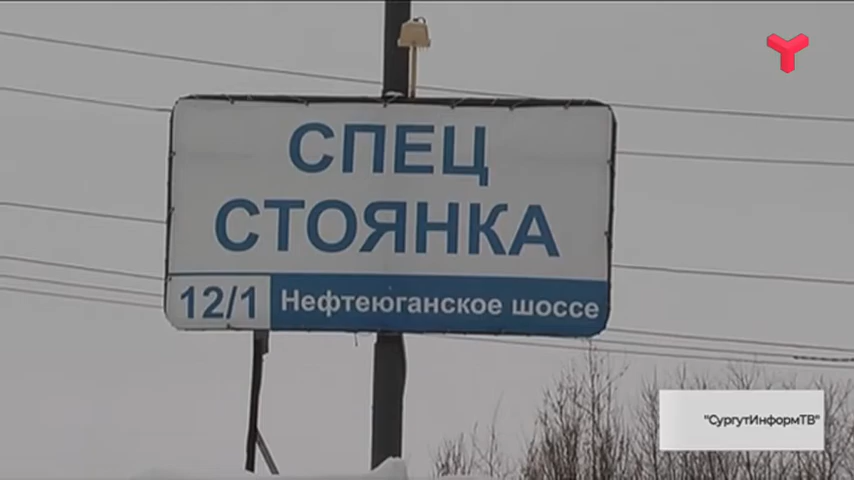 СПЕЦ
СТОЯНКА
12/1 Нефтеюганское шоссе
"СургутИнформТВ"